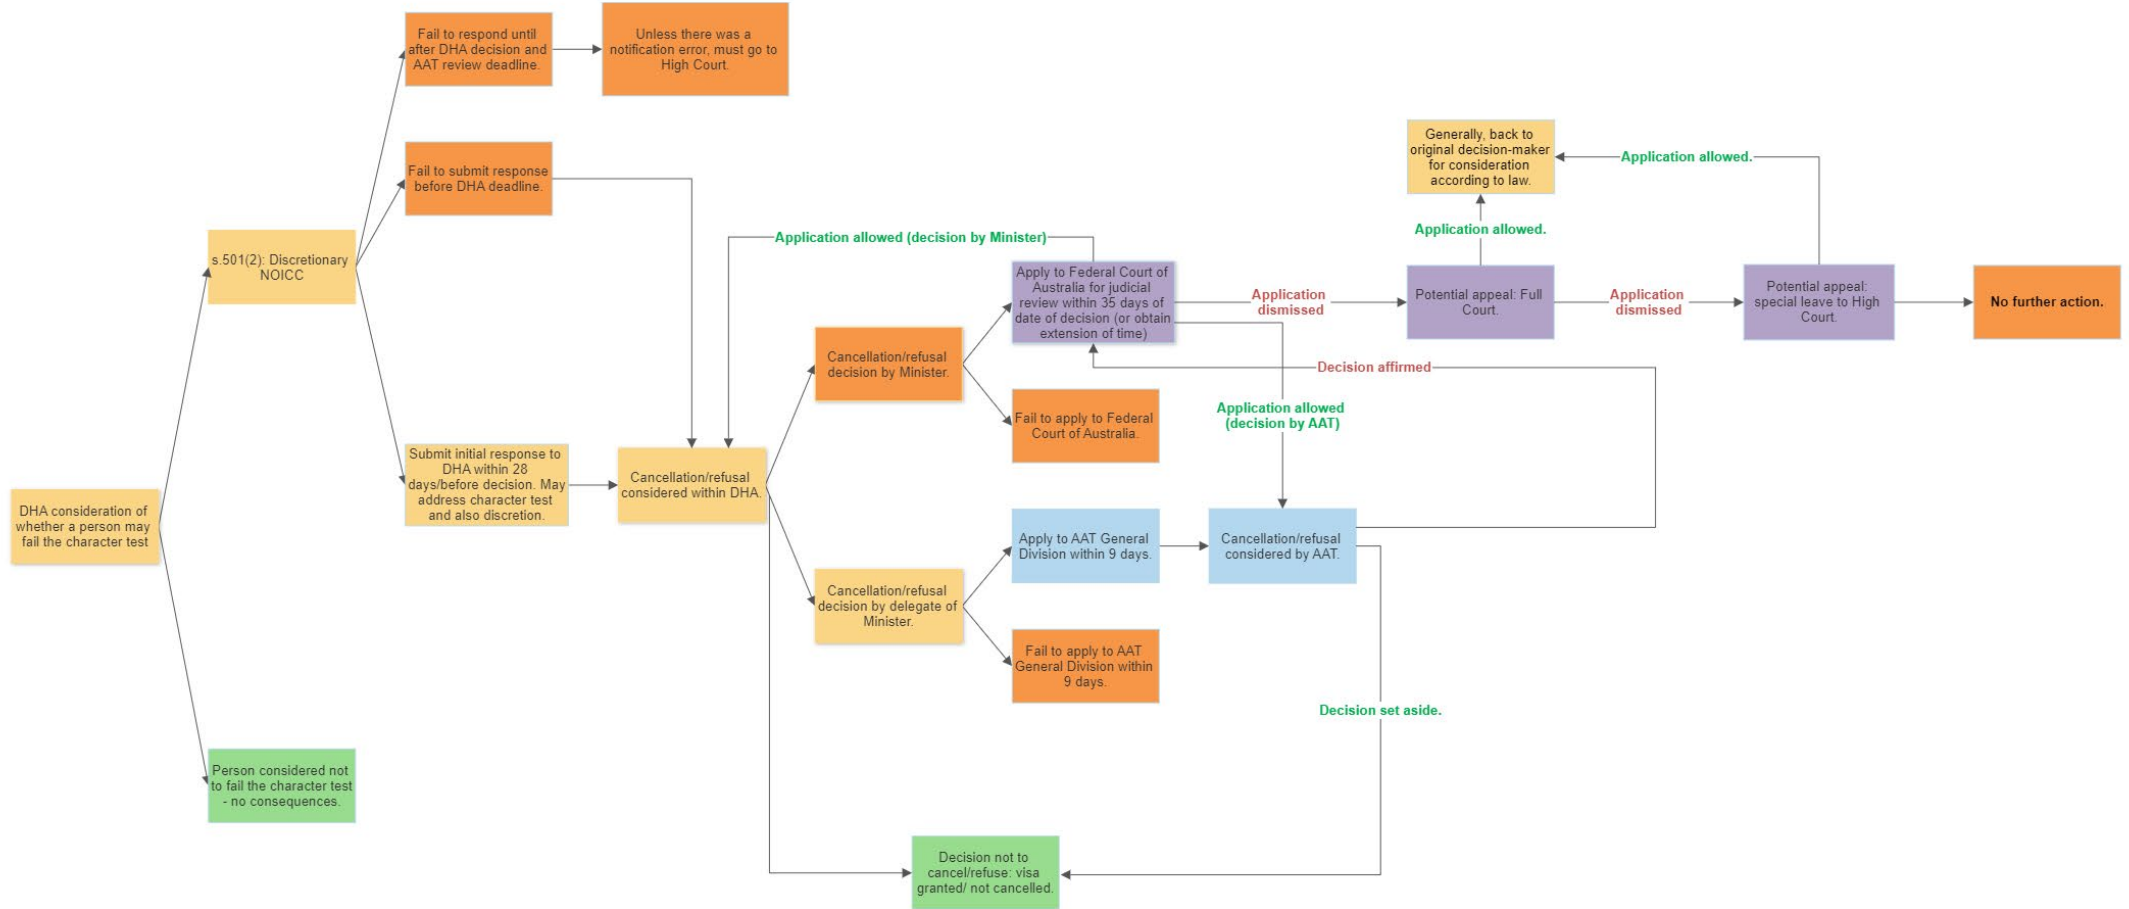 Fail to respond until
after DHA decision and
AAT review deadline.
Unless there was a
notification error, must go to
High Court.
Fail to submit response
before DHA deadline.
Generally, back to
original decision-maker
for consideration
according to law.
Application allowed.
Application allowed.
s.501(2): Discretionary
NOICC
Application allowed (decision by Minister)
Apply to Federal Court of
Australia for judicial
review within 35 days of
date of decision (or obtain
extension of time)
Application
dismissed
Potential appeal: Full
Court.
Application
dismissed
Potential appeal:
special leave to High
Court.
No further action.
Cancellation/refusal
decision by Minister.
Decision affirmed
Fail to apply to Federal
Court of Australia.
Application allowed
(decision by AAT)
Submit initial response to
DHA within 28
days/before decision. May
address character test
and also discretion.
Cancellation/refusal
considered within DHA.
DHA consideration of
whether a person may
fail the character test
Apply to AAT General
Division within 9 days.
Cancellation/refusal
considered by AAT.
Cancellation/refusal
decision by delegate of
Minister.
Fail to apply to AAT
General Division within
9 days.
Decision set aside.
Person considered not
to fail the character test
- no consequences.
Decision not to
cancel/refuse: visa
granted/ not cancelled.